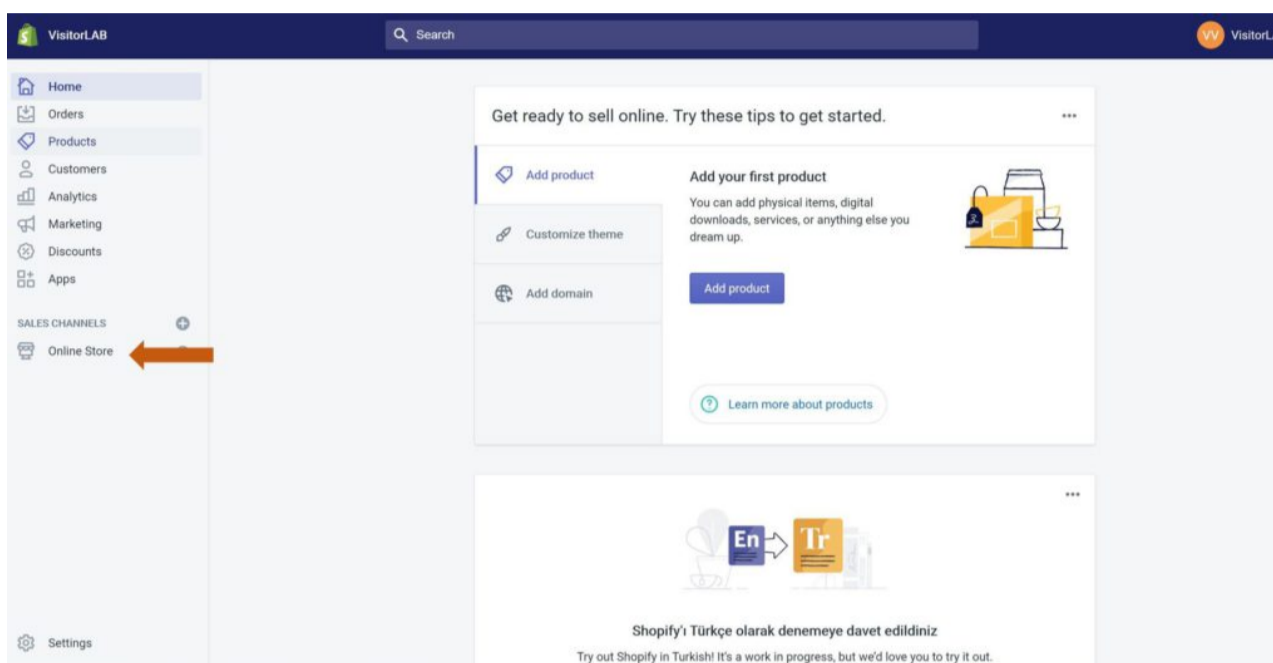 VisitorLAB
Search
VV
VisitorL
Home
Orders
Products
Customers
Analytics
Marketing
Discounts
Apps
SALES CHANNELS
Online Store
Settings
Get ready to sell online. Try these tips to get started.
Add product
Customize theme
Add domain
Add your first product
You can add physical items, digital
downloads, services, or anything else you
dream up.
Add product
Learn more about products
En
Tr
Shopify'ı Türkçe olarak denemeye davet edildiniz
Try out Shopify in Turkish! It's a work in progress, but we'd love you to try it out.